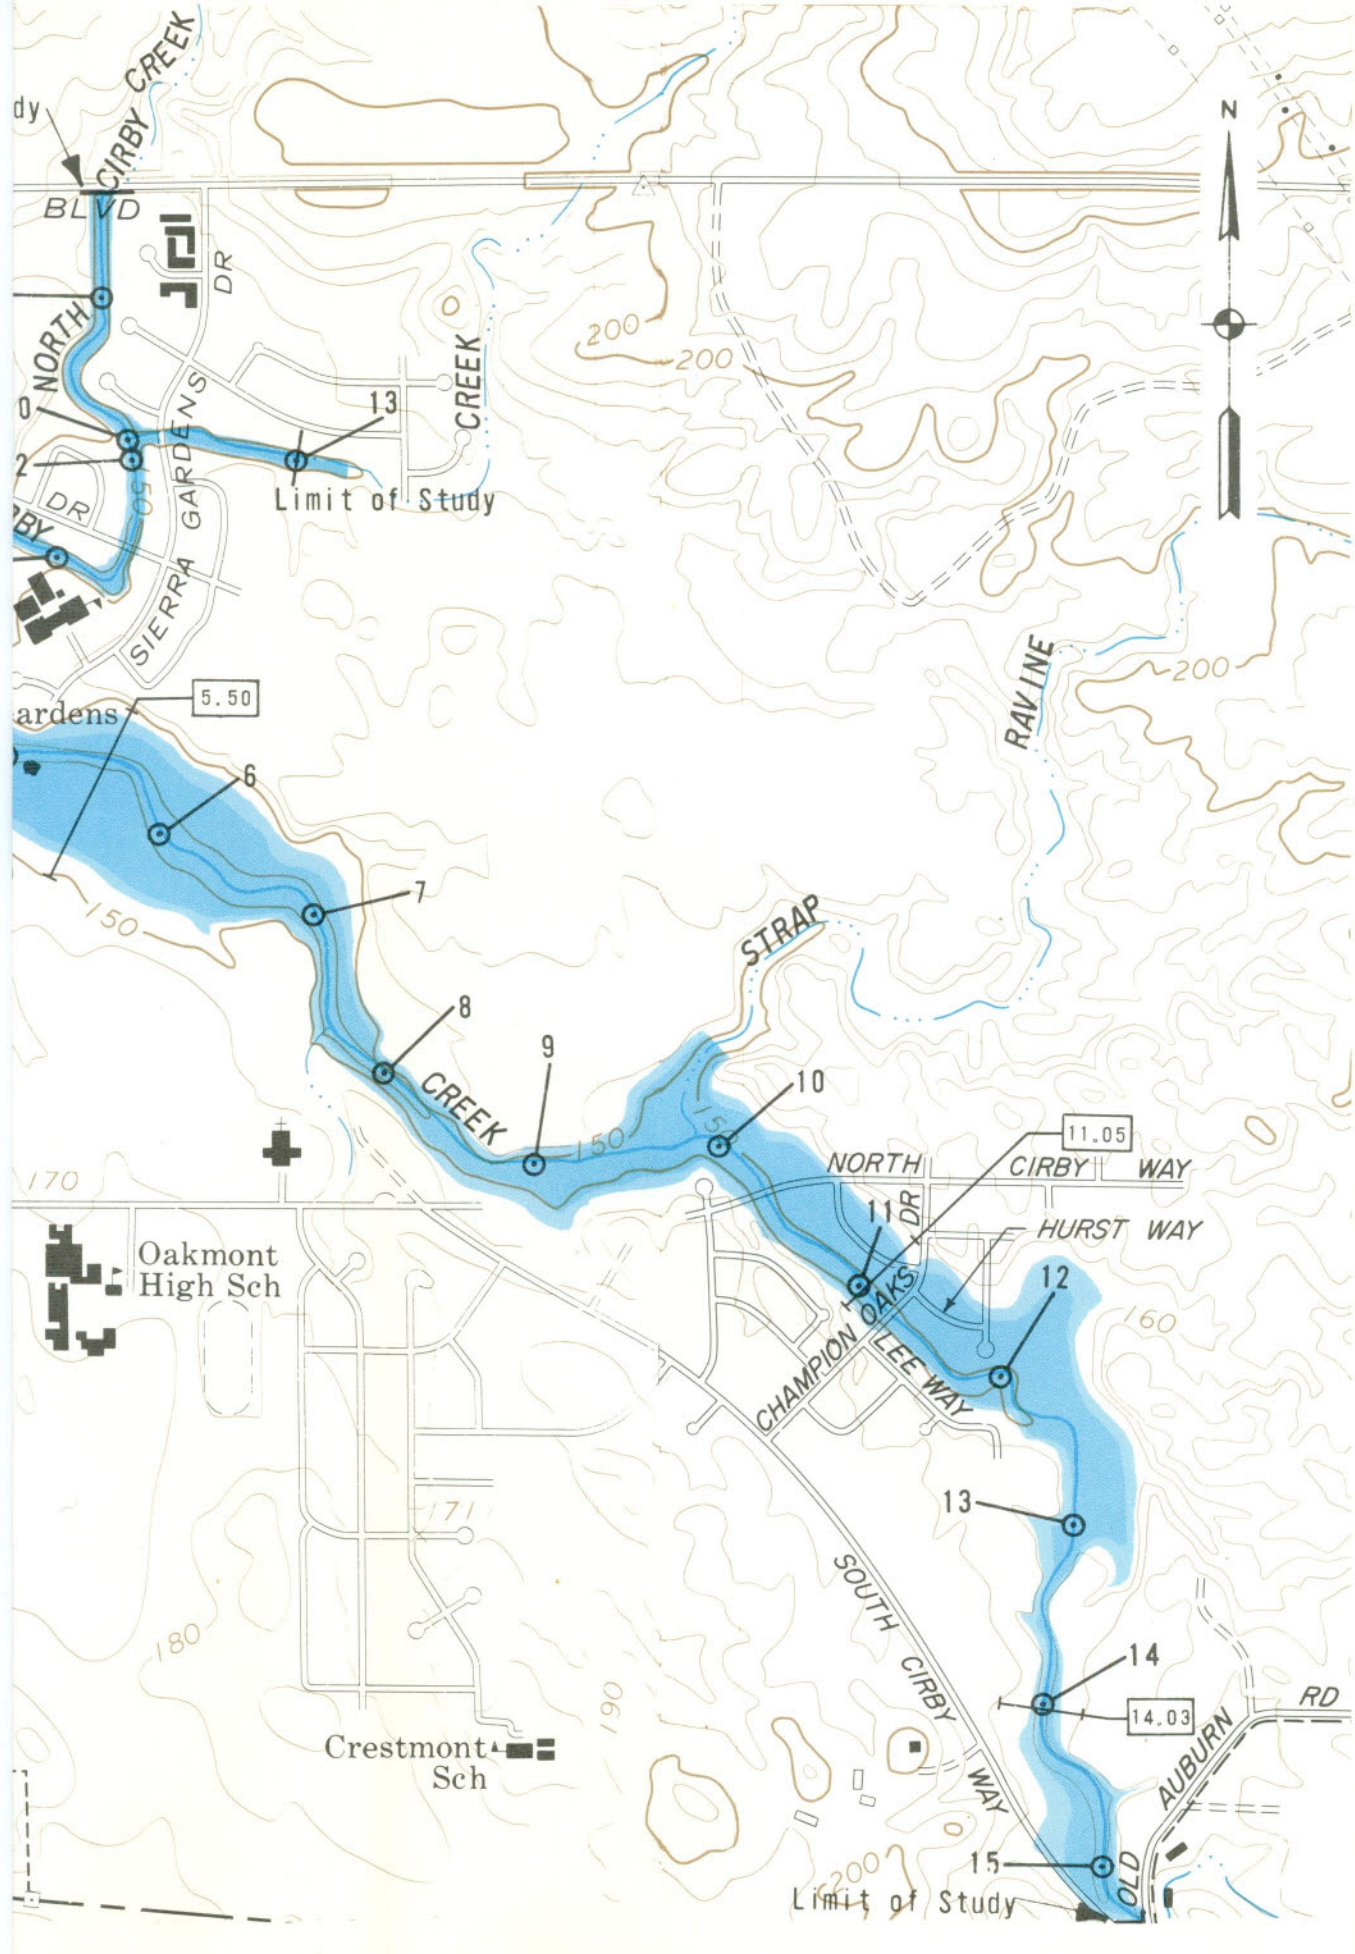 CIRBY CREEK
dy
N
BLVD
DR
NORTH
200
200
CREEK
0
13
2
50
GARDENS
Limit of Study
DR
RBY
SIERRA
RAVINE
200
5.50
ardens
6
7
150
STRAP
8
9
CREEK
10
150
150
11.05
170
NORTH CIRBY WAY
DR
11
HURST WAY
Oakmont
High Sch
12
OAKS
160
CHAMPION
LEE WAY
13
171
SOUTH CIRBY WAY
180
14
190
14.03
RD
AUBURN
Crestmont
Sch
200
15
OLD
Limit of Study